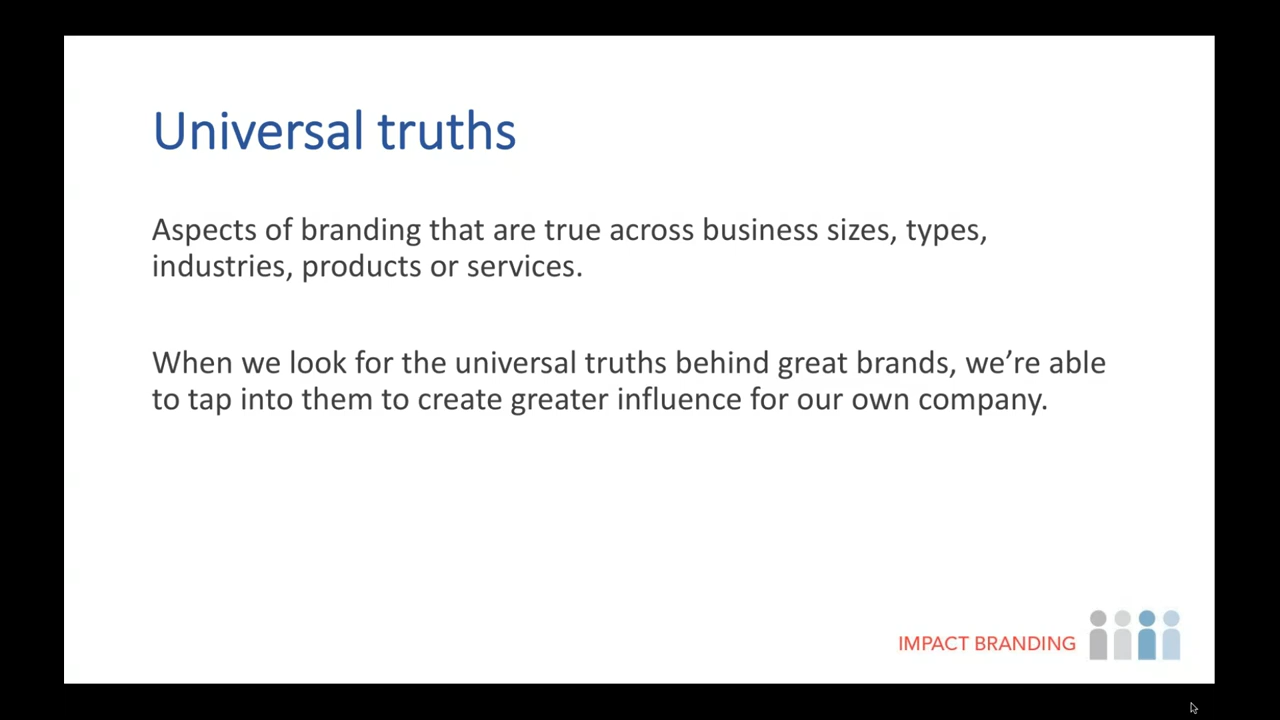 Universal truths
Aspects of branding that are true across business sizes, types,
industries, products or services.
When we look for the universal truths behind great brands, we’re able
to tap into them to create greater influence for our own company.
IMPACT BRANDING